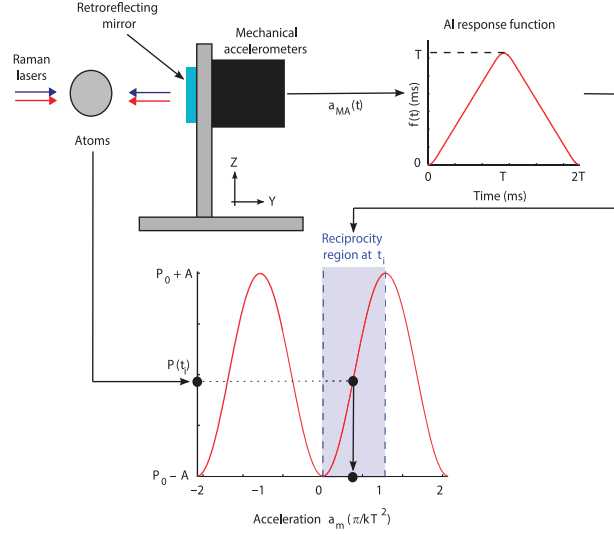 Retroreflecting
mirror
Mechanical
accelerometers
AI response function
Raman
lasers
Atoms
a_MA(t)
Z
Y
f(t) (ms)
T
0
0 T 2T
Time (ms)
Reciprocity
region at t_i
P_0 + A
P(t_i)
P_0 − A
−2 −1 0 1 2
Acceleration a_m (π/kT^2)